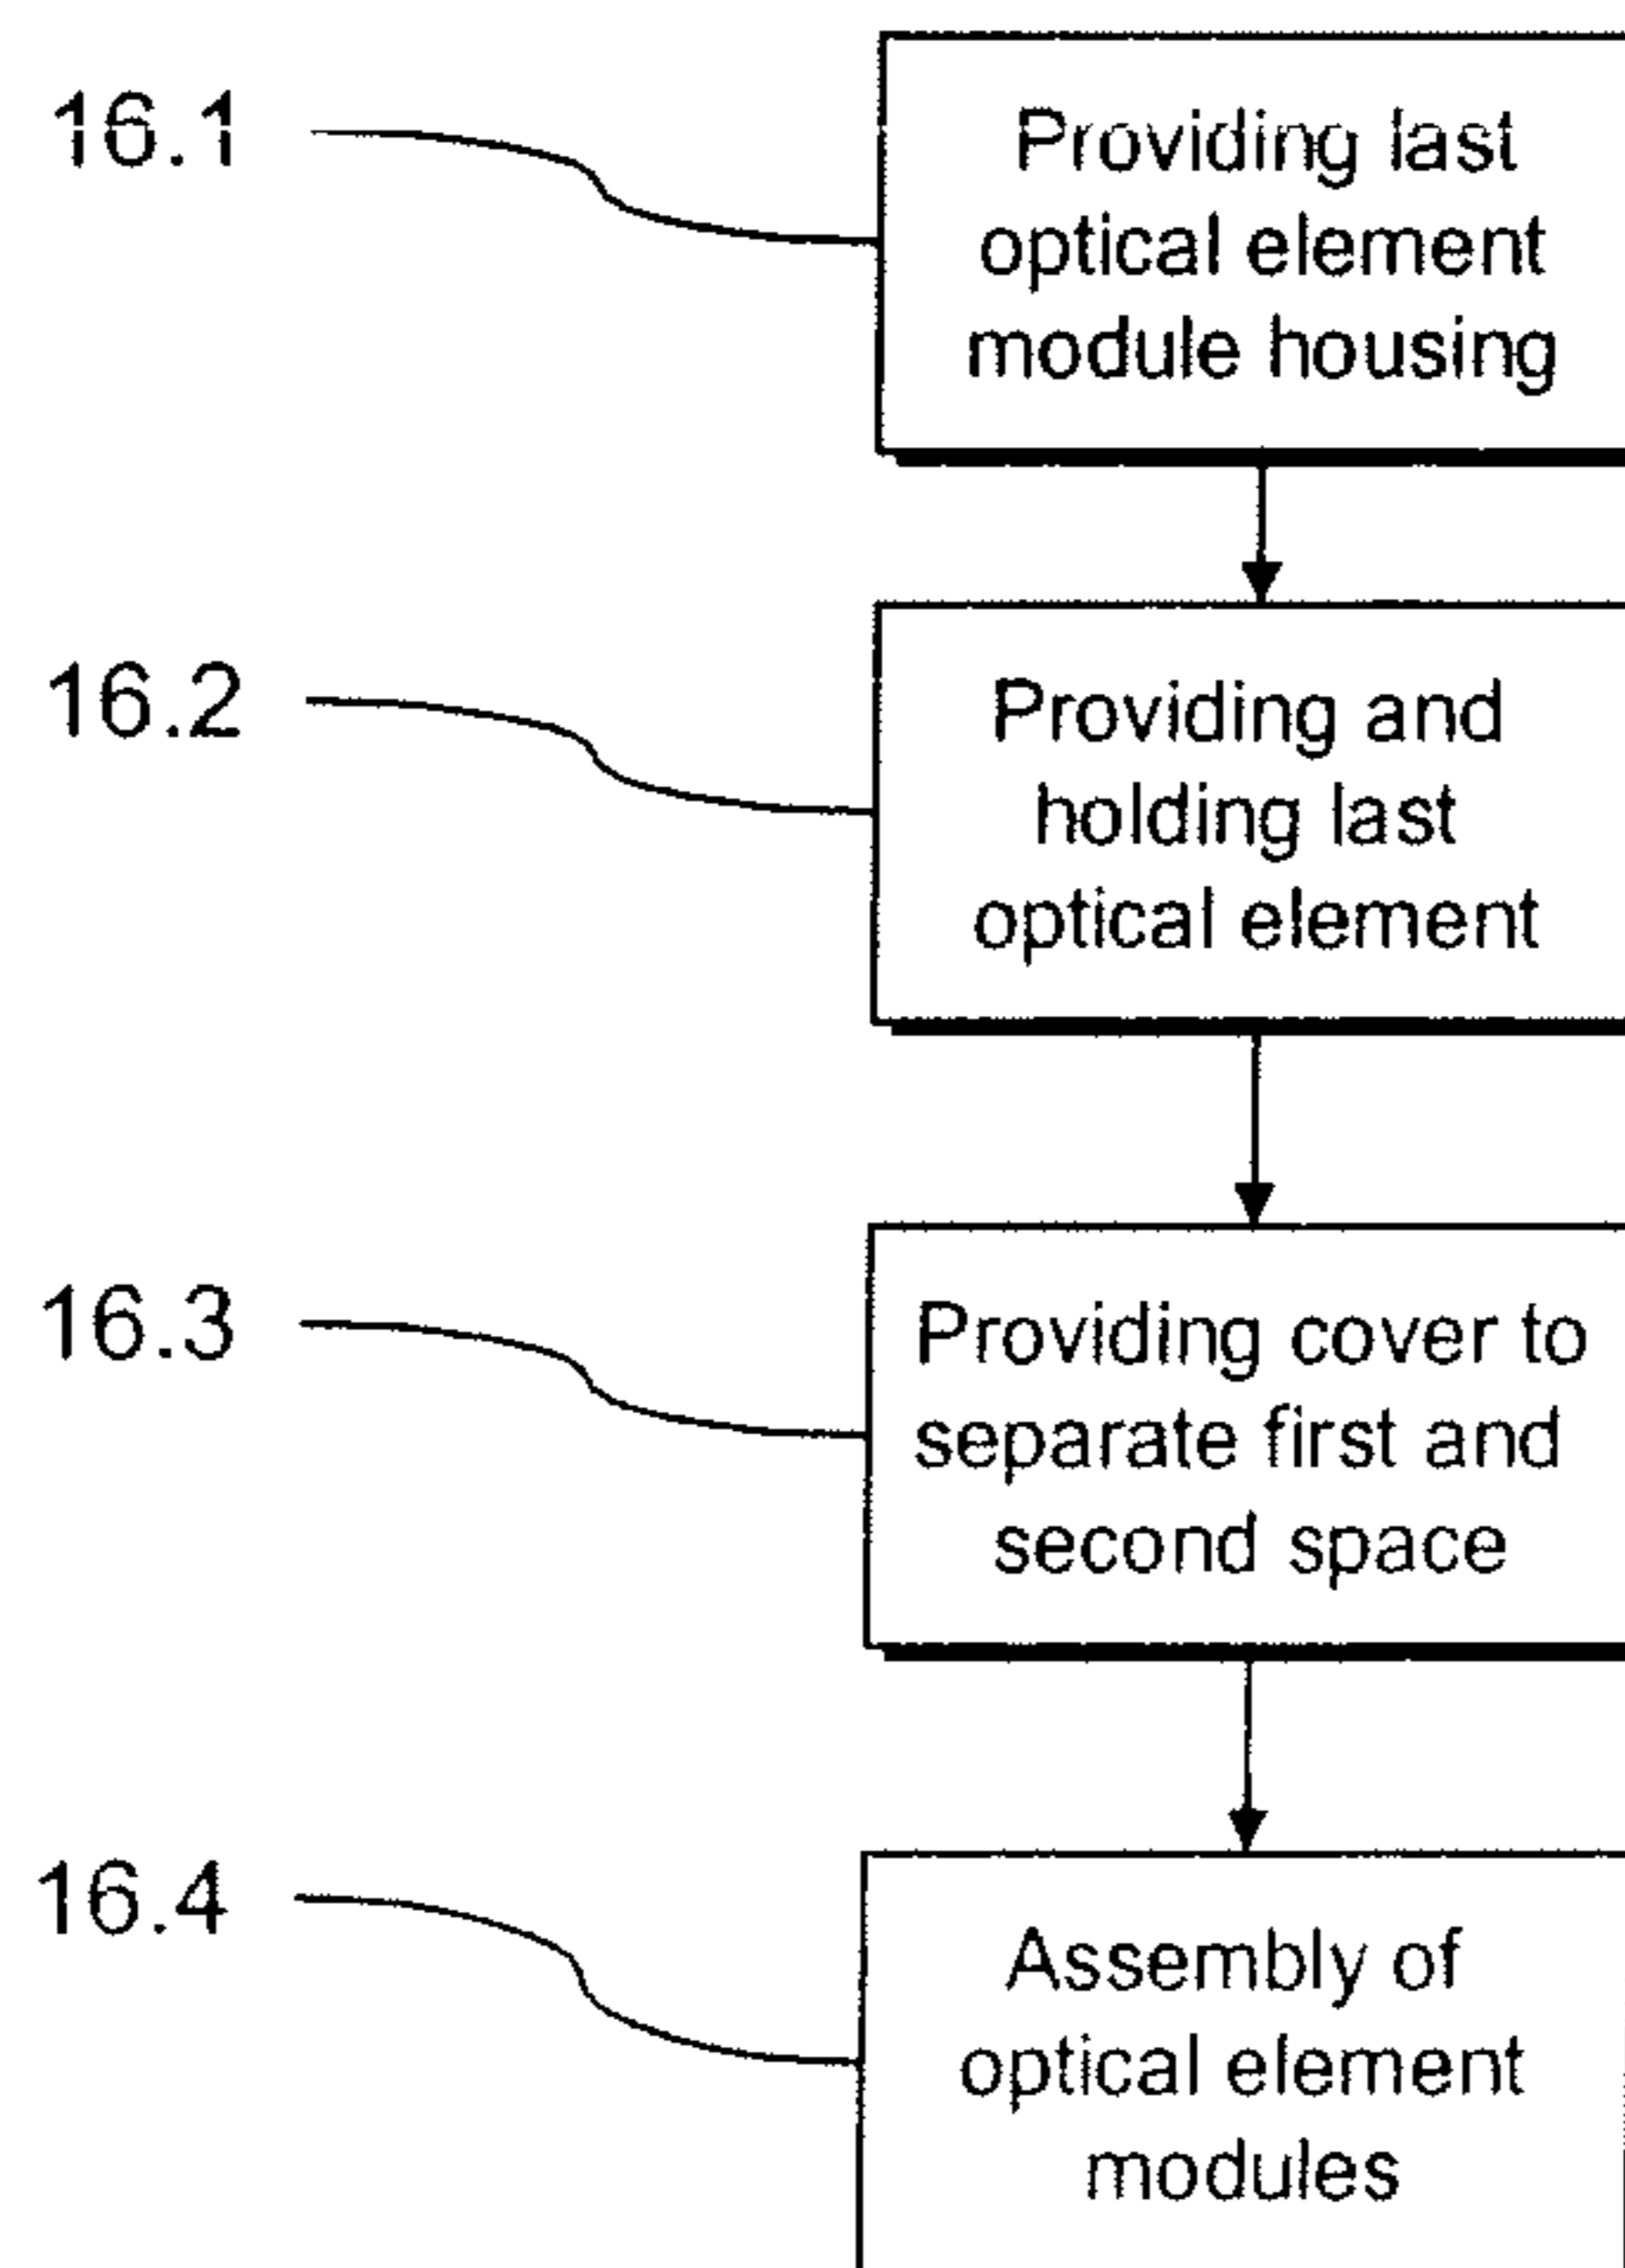 16.1
Providing last
optical element
module housing
16.2
Providing and
holding last
optical element
16.3
Providing cover to
separate first and
second space
16.4
Assembly of
optical element
modules